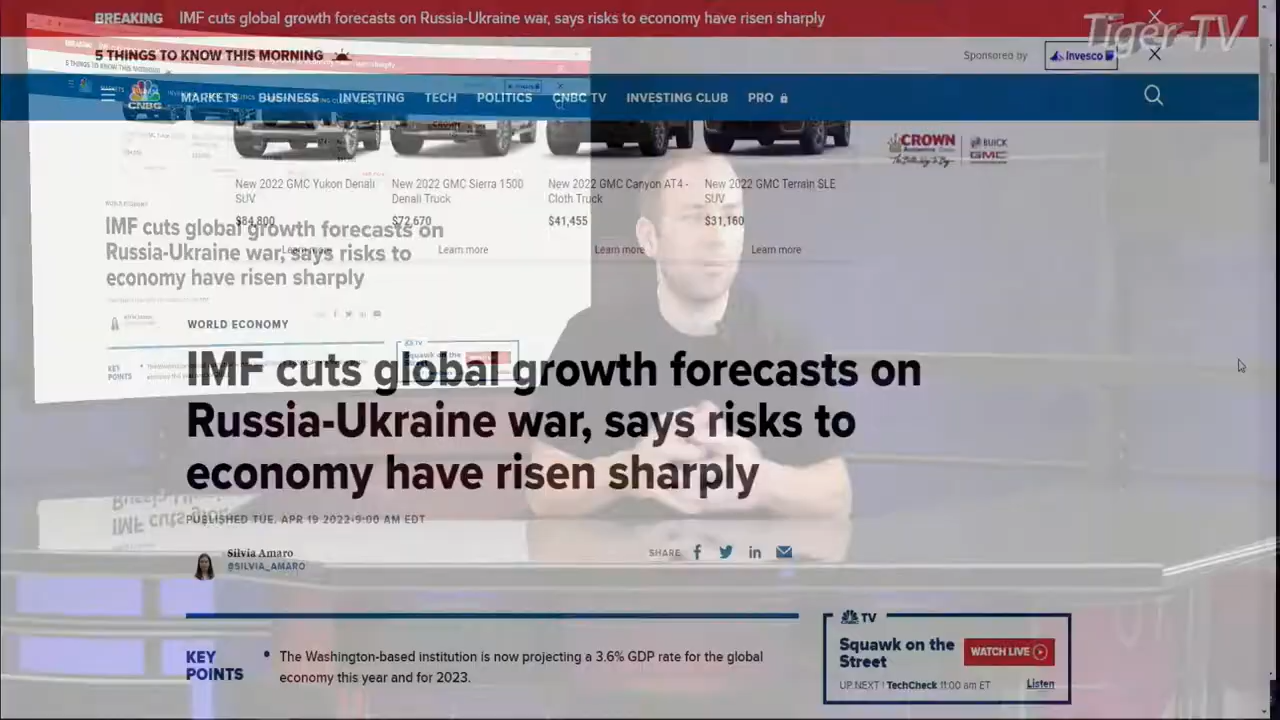 BREAKING IMF cuts global growth forecasts on Russia-Ukraine war, says risks to economy have risen sharply
Tiger-TV
5 THINGS TO KNOW THIS MORNING
Sponsored by Invesco
CNBC MARKETS BUSINESS INVESTING TECH POLITICS CNBC TV INVESTING CLUB PRO
CROWN
BUICK
GMC
New 2022 GMC Yukon Denali SUV
$84,800
Learn more
New 2022 GMC Sierra 1500 Denali Truck
$72,670
Learn more
New 2022 GMC Canyon AT4 - Cloth Truck
$41,455
Learn more
New 2022 GMC Terrain SLE SUV
$31,160
Learn more
IMF cuts global growth forecasts on
Russia-Ukraine war, says risks to
economy have risen sharply
KEY
POINTS
WORLD ECONOMY
IMF cuts global growth forecasts on
Russia-Ukraine war, says risks to
economy have risen sharply
PUBLISHED TUE, APR 19 2022•9:00 AM EDT
Silvia Amaro
@SILVIA_AMARO
SHARE
KEY
POINTS
The Washington-based institution is now projecting a 3.6% GDP rate for the global
economy this year and for 2023.
TV
Squawk on the
Street
WATCH LIVE
UP NEXT | TechCheck 11:00 am ET
Listen